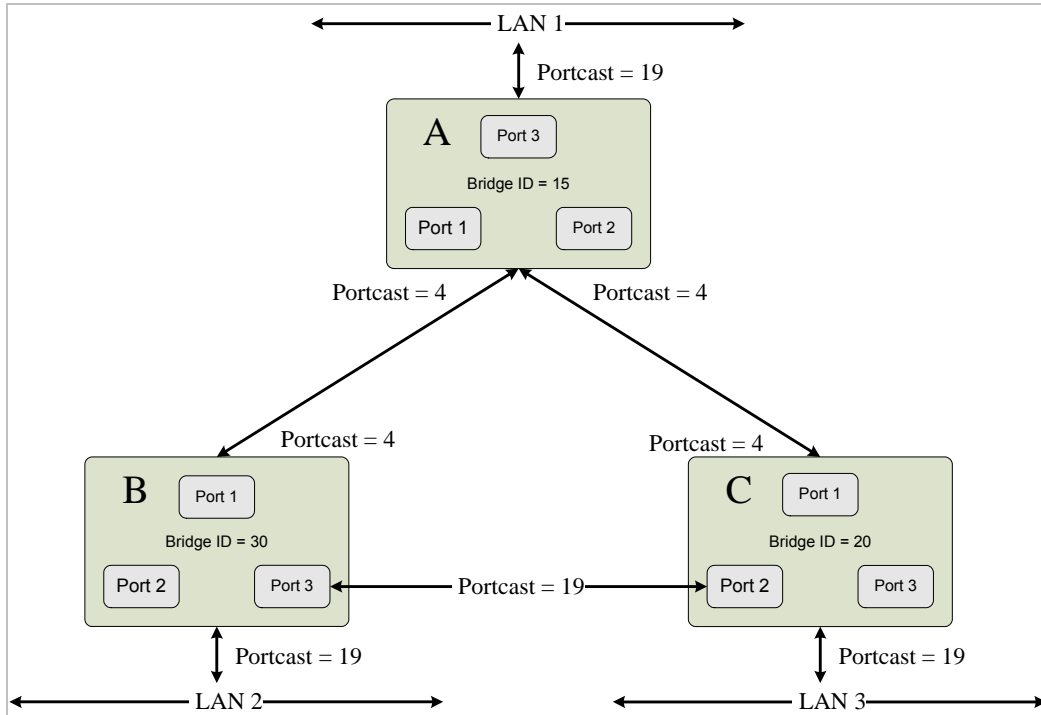 LAN 1
Portcast = 19
A
Port 3
Bridge ID = 15
Port 1
Port 2
Portcast = 4
Portcast = 4
Portcast = 4
Portcast = 4
B
Port 1
Bridge ID = 30
Port 2
Port 3
Portcast = 19
C
Port 1
Bridge ID = 20
Port 2
Port 3
Portcast = 19
Portcast = 19
LAN 2
LAN 3